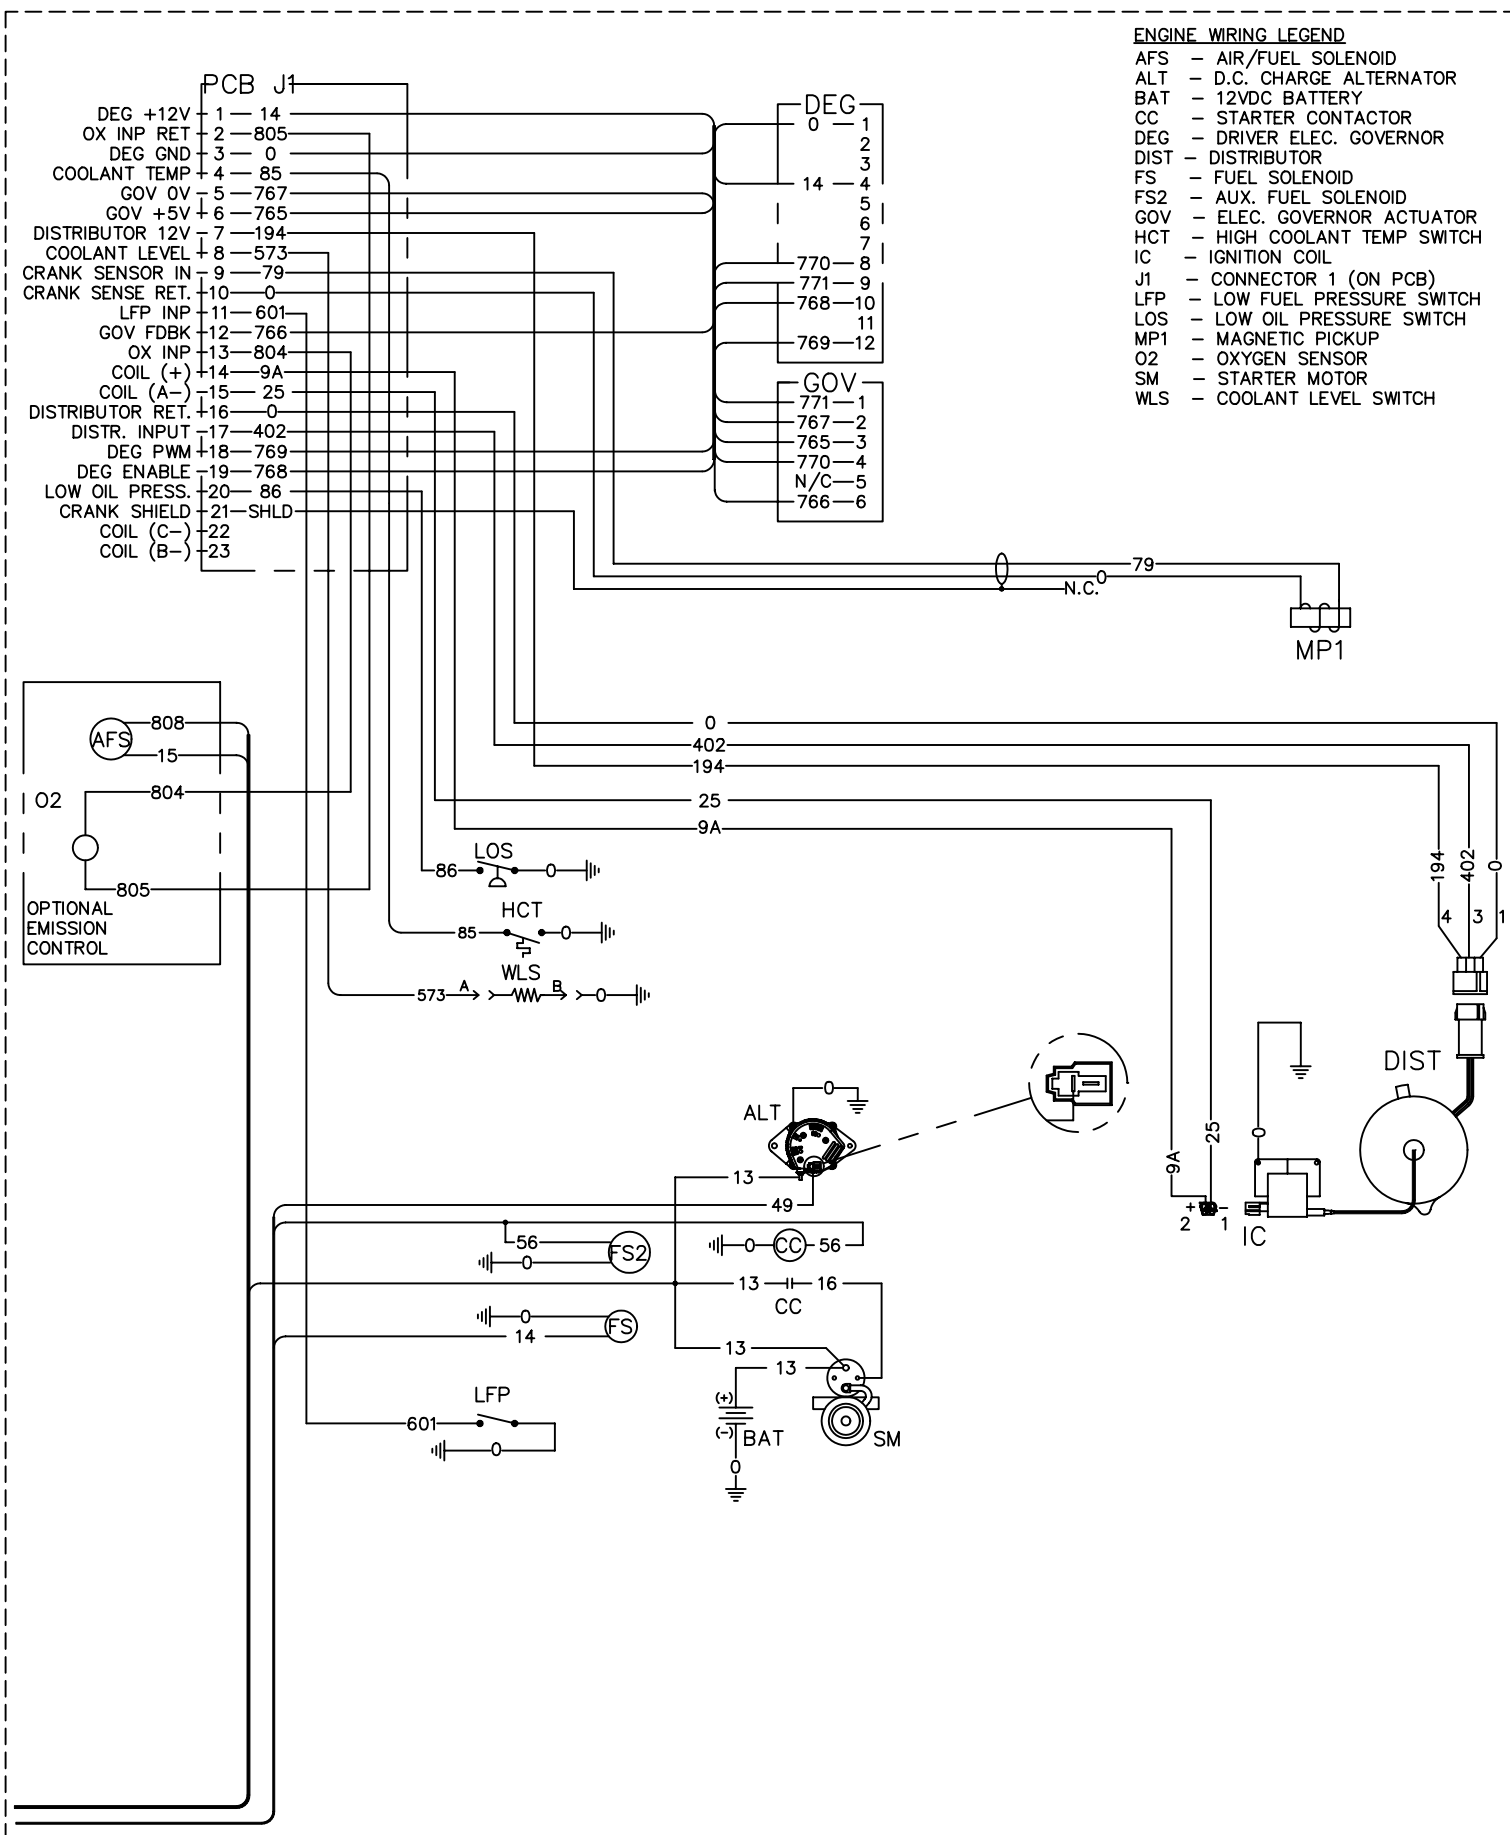 ENGINE WIRING LEGEND
AFS – AIR/FUEL SOLENOID
ALT – D.C. CHARGE ALTERNATOR
BAT – 12VDC BATTERY
CC – STARTER CONTACTOR
DEG – DRIVER ELEC. GOVERNOR
DIST – DISTRIBUTOR
FS – FUEL SOLENOID
FS2 – AUX. FUEL SOLENOID
GOV – ELEC. GOVERNOR ACTUATOR
HCT – HIGH COOLANT TEMP SWITCH
IC – IGNITION COIL
J1 – CONNECTOR 1 (ON PCB)
LFP – LOW FUEL PRESSURE SWITCH
LOS – LOW OIL PRESSURE SWITCH
MP1 – MAGNETIC PICKUP
O2 – OXYGEN SENSOR
SM – STARTER MOTOR
WLS – COOLANT LEVEL SWITCH
PCB J1
DEG +12V 1 14
OX INP RET 2 805
DEG GND 3 0
COOLANT TEMP 4 85
GOV 0V 5 767
GOV +5V 6 765
DISTRIBUTOR 12V 7 194
COOLANT LEVEL 8 573
CRANK SENSOR IN 9 79
CRANK SENSE RET. 10 0
LFP INP 11 601
GOV FDBK 12 766
OX INP 13 804
COIL (+) 14 9A
COIL (A–) 15 25
DISTRIBUTOR RET. 16 0
DISTR. INPUT 17 402
DEG PWM 18 769
DEG ENABLE 19 768
LOW OIL PRESS. 20 86
CRANK SHIELD 21 SHLD
COIL (C–) 22
COIL (B–) 23
DEG
0 1
2
3
14 4
5
6
7
770 8
771 9
768 10
11
769 12
GOV
771 1
767 2
765 3
770 4
N/C 5
766 6
79
0
N.C.
MP1
AFS
808
15
O2
804
805
OPTIONAL
EMISSION
CONTROL
0
402
194
25
9A
194
402
0
4 3 1
LOS
86 0
HCT
85 0
WLS
573 A B 0
DIST
ALT
0
13
49
0
25
9A
+ –
2 1
IC
56
0
FS2
0 CC 56
13 16
CC
0
14
FS
13
13
(+)
(–)
BAT
0
SM
LFP
601
0